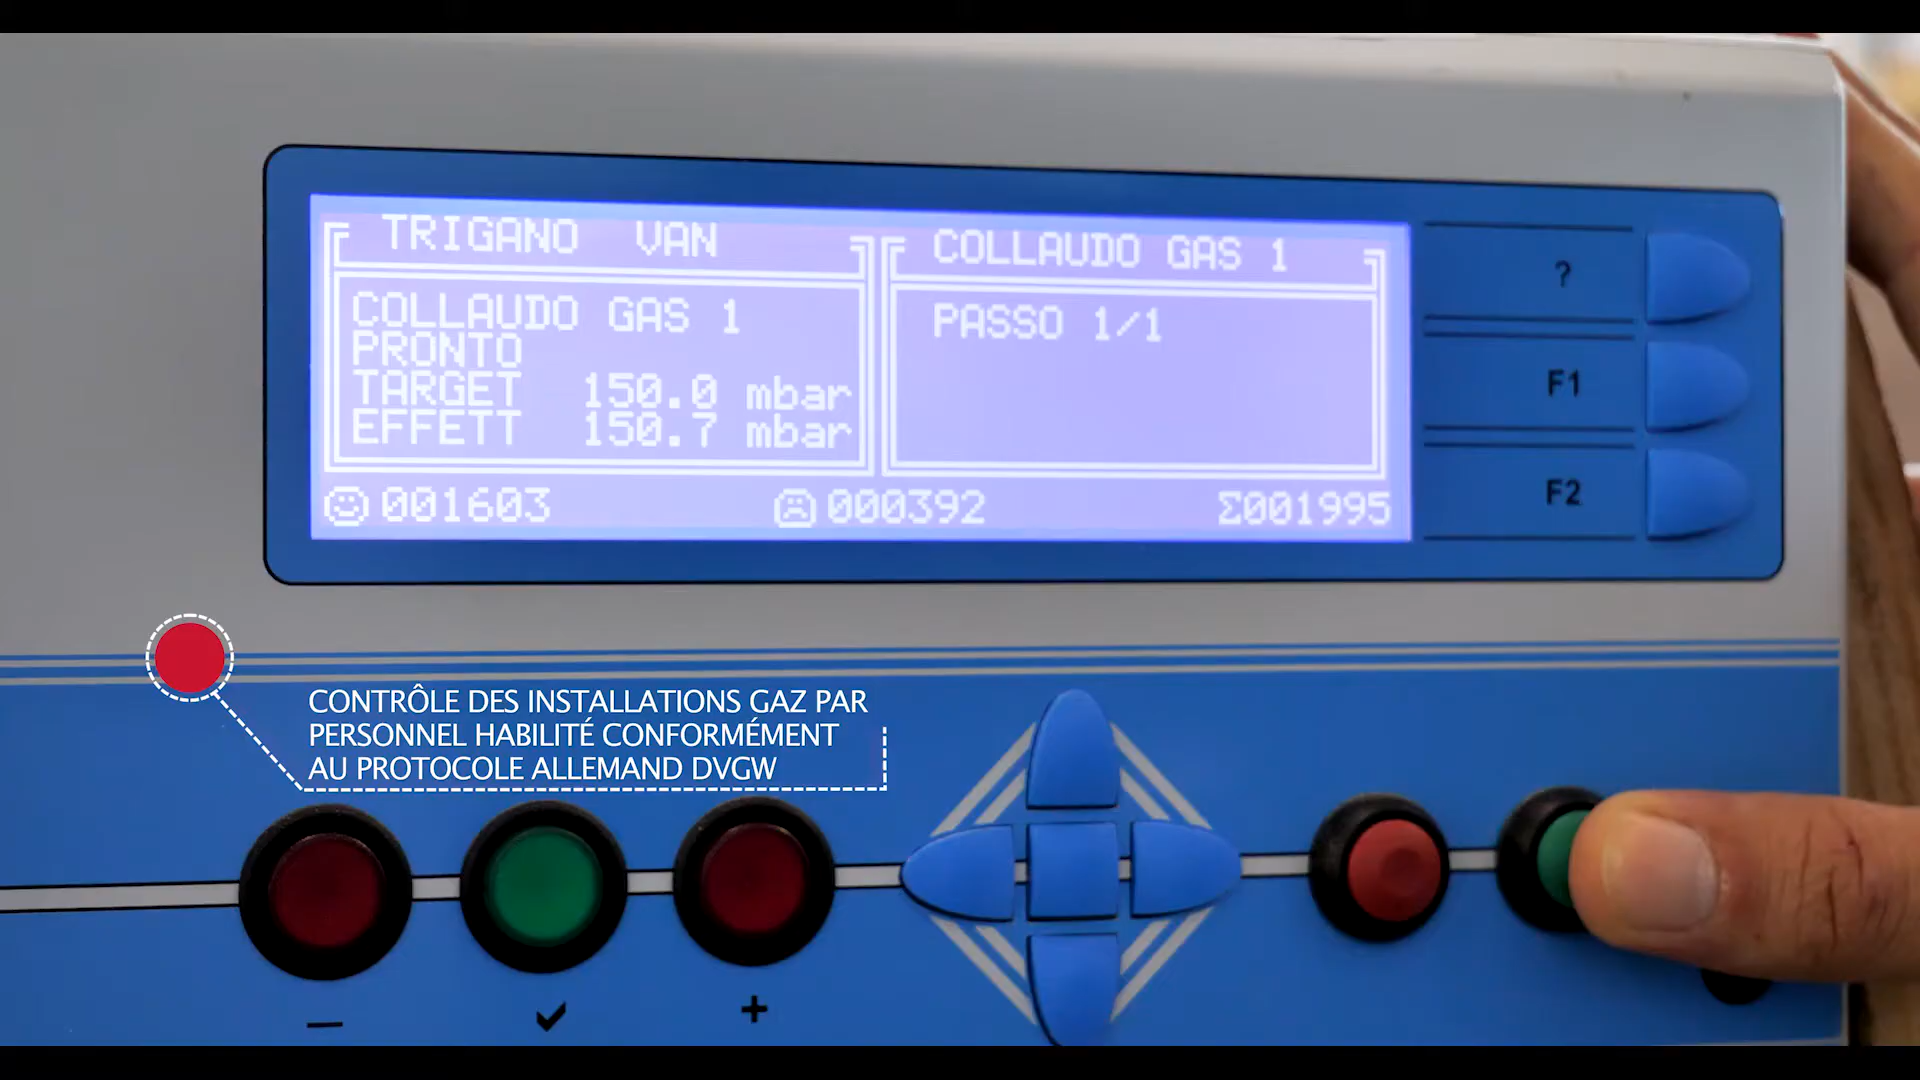 TRIGANO VAN
COLLAUDO GAS 1
PRONTO
TARGET 150.0 mbar
EFFETT 150.7 mbar
COLLAUDO GAS 1
PASSO 1/1
001603
000392
Σ001995
?
F1
F2
CONTRÔLE DES INSTALLATIONS GAZ PAR
PERSONNEL HABILITÉ CONFORMÉMENT
AU PROTOCOLE ALLEMAND DVGW
− ✓ +